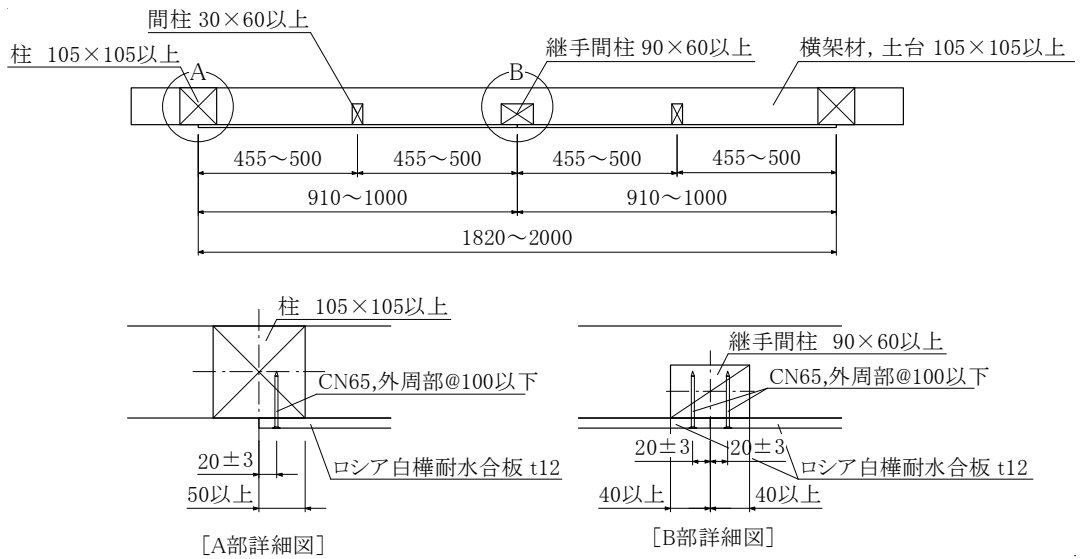 間柱 30×60以上
柱 105×105以上
継手間柱 90×60以上
横架材, 土台 105×105以上
A
B
455～500
455～500
455～500
455～500
910～1000
910～1000
1820～2000
柱 105×105以上
CN65,外周部@100以下
20±3
ロシア白樺耐水合板 t12
50以上
[A部詳細図]
継手間柱 90×60以上
CN65,外周部@100以下
20±3
20±3
ロシア白樺耐水合板 t12
40以上
40以上
[B部詳細図]